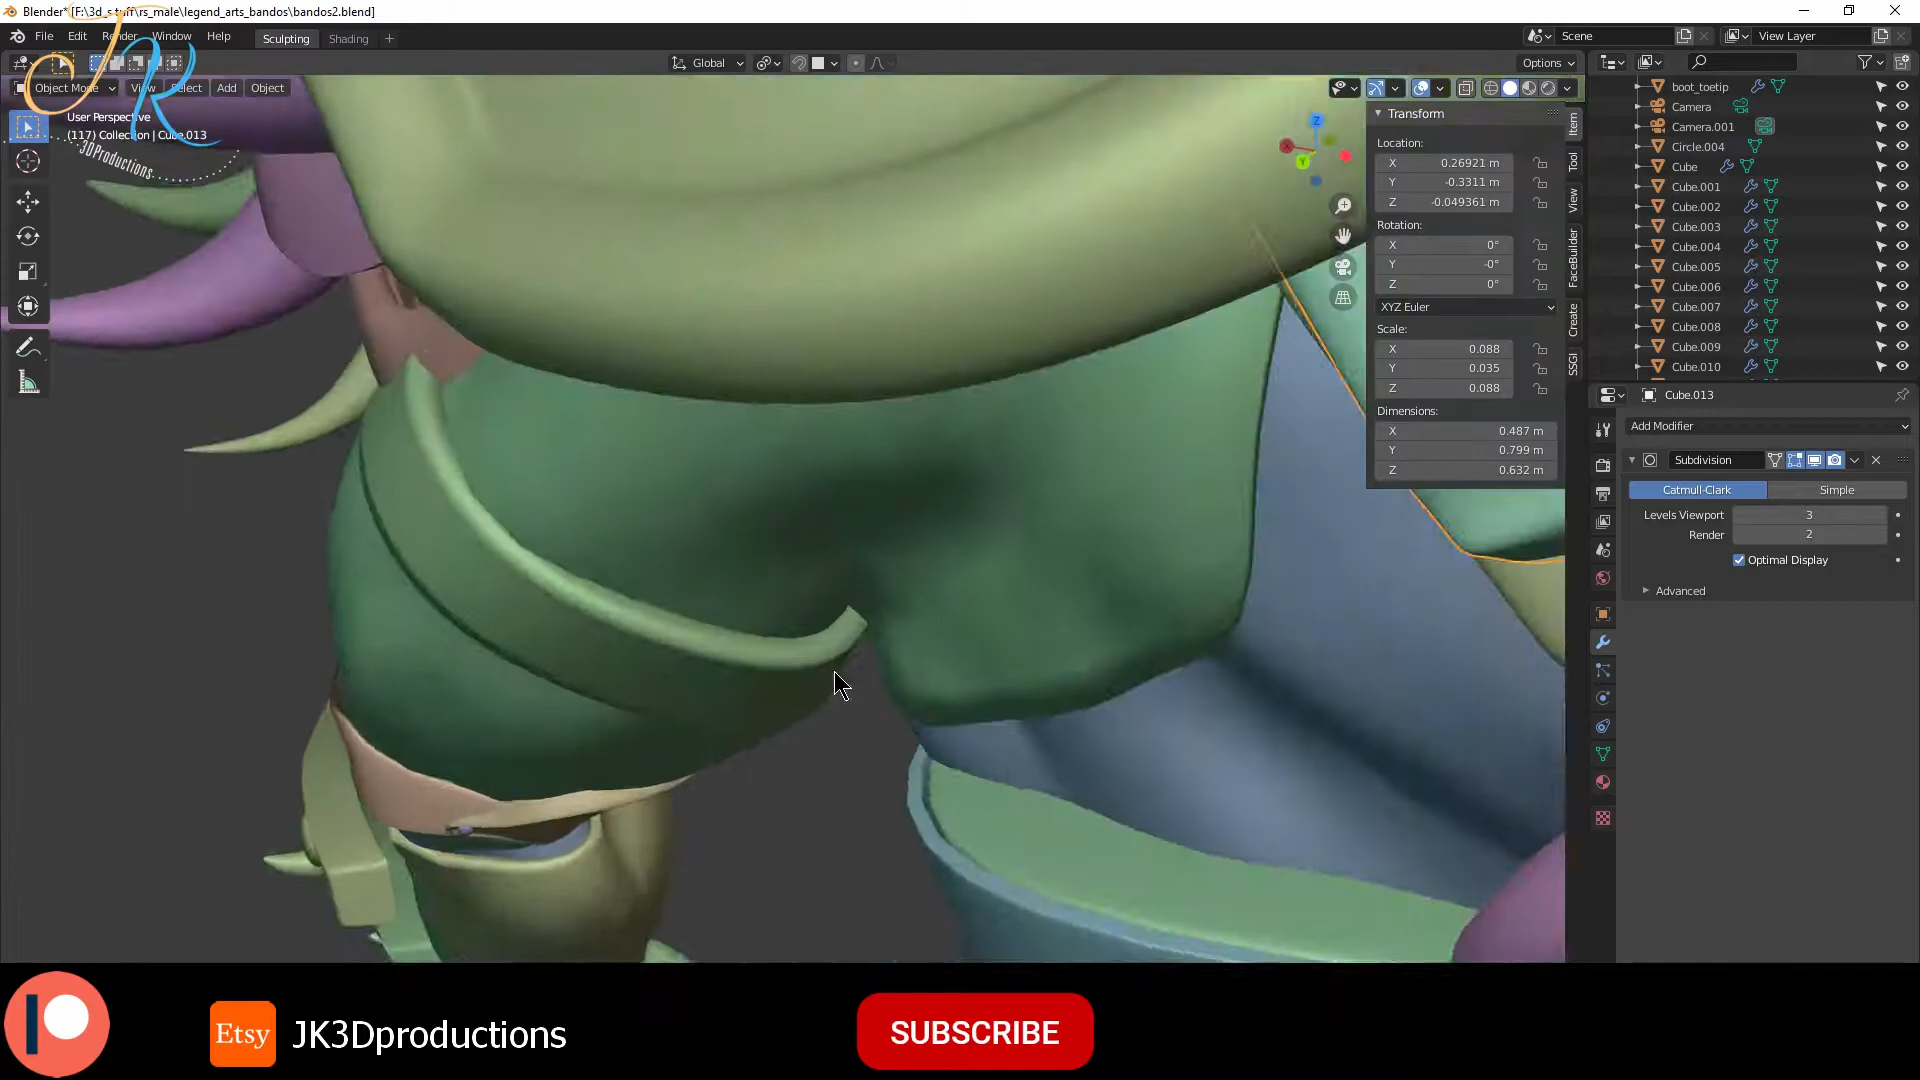 Blender* [F:\3d_stuff\rs_male\legend_arts_bandos\bandos2.blend]
File Edit Render Window Help Sculpting Shading + Scene View Layer
Global Options
Object Mode View Select Add Object
User Perspective
(117) Collection | Cube.013
3DProductions
JR
X
Y
Z
Transform
Location:
X 0.26921 m
Y -0.3311 m
Z -0.049361 m
Rotation:
X 0°
Y -0°
Z 0°
XYZ Euler
Scale:
X 0.088
Y 0.035
Z 0.088
Dimensions:
X 0.487 m
Y 0.799 m
Z 0.632 m
Item
Tool
View
FaceBuilder
Create
SSGI
boot_toetip
Camera
Camera.001
Circle.004
Cube
Cube.001
Cube.002
Cube.003
Cube.004
Cube.005
Cube.006
Cube.007
Cube.008
Cube.009
Cube.010
Cube.013
Add Modifier
Subdivision
Catmull-Clark Simple
Levels Viewport 3
Render 2
Optimal Display
Advanced
Etsy JK3Dproductions
SUBSCRIBE